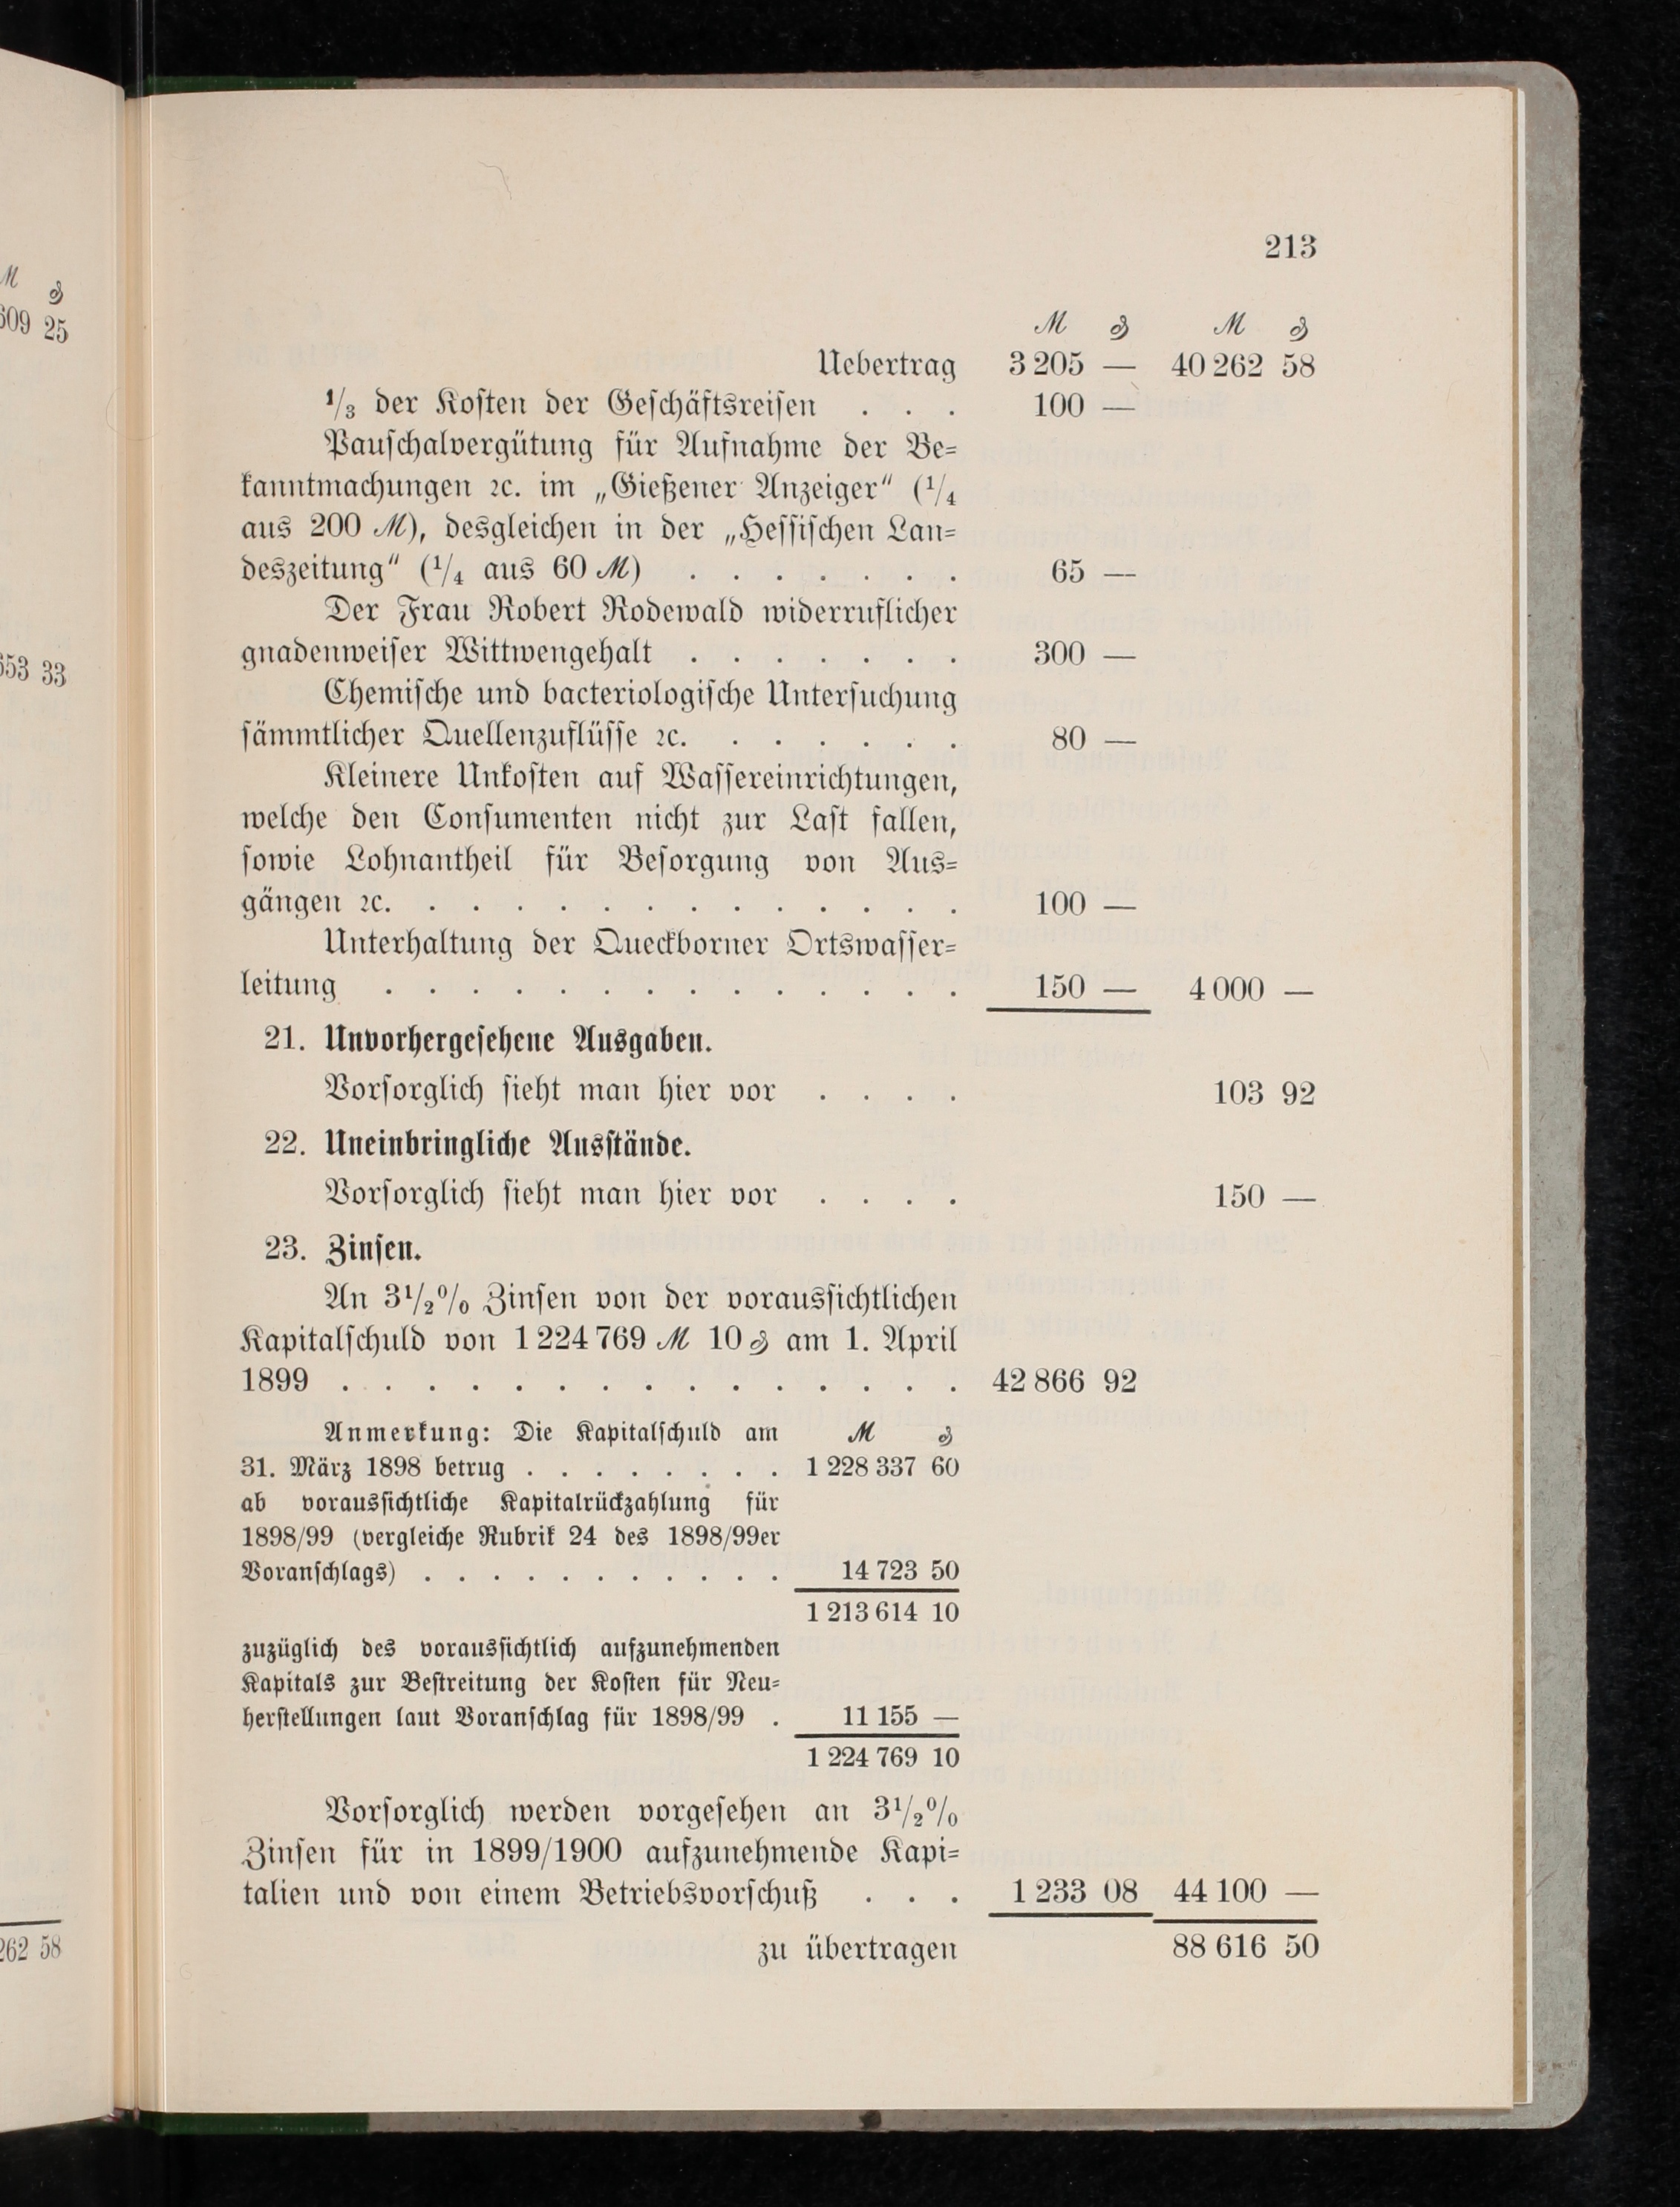 M ₰
609 25
653 33
262 58
213
ℳ ₰ ℳ ₰
Uebertrag 3 205 — 40 262 58
1/3 der Koſten der Geſchäftsreiſen . . . 100 —
Pauſchalvergütung für Aufnahme der Be-
kanntmachungen ꝛc. im „Gießener Anzeiger“ (1/4
aus 200 ℳ), desgleichen in der „Heſſiſchen Lan-
deszeitung“ (1/4 aus 60 ℳ) . . . . . . . 65 —
Der Frau Robert Rodewald widerruflicher
gnadenweiſer Wittwengehalt . . . . . . . 300 —
Chemiſche und bacteriologiſche Unterſuchung
ſämmtlicher Quellenzuflüſſe ꝛc. . . . . . . 80 —
Kleinere Unkoſten auf Waſſereinrichtungen,
welche den Conſumenten nicht zur Laſt fallen,
ſowie Lohnantheil für Beſorgung von Aus-
gängen ꝛc. . . . . . . . . . . . . . 100 —
Unterhaltung der Queckborner Ortswaſſer-
leitung . . . . . . . . . . . . . . 150 — 4 000 —
21. Unvorhergeſehene Ausgaben.
Vorſorglich ſieht man hier vor . . . . 103 92
22. Uneinbringliche Ausſtände.
Vorſorglich ſieht man hier vor . . . . 150 —
23. Zinſen.
An 3 1/2 % Zinſen von der vorausſichtlichen
Kapitalſchuld von 1 224 769 ℳ 10 ₰ am 1. April
1899 . . . . . . . . . . . . . . . 42 866 92
Anmerkung: Die Kapitalſchuld am ℳ ₰
31. März 1898 betrug . . . . . . . . 1 228 337 60
ab vorausſichtliche Kapitalrückzahlung für
1898/99 (vergleiche Rubrik 24 des 1898/99er
Voranſchlags) . . . . . . . . . . . 14 723 50
1 213 614 10
zuzüglich des vorausſichtlich aufzunehmenden
Kapitals zur Beſtreitung der Koſten für Neu-
herſtellungen laut Voranſchlag für 1898/99 . 11 155 —
1 224 769 10
Vorſorglich werden vorgeſehen an 3 1/2 %
Zinſen für in 1899/1900 aufzunehmende Kapi-
talien und von einem Betriebsvorſchuß . . . 1 233 08 44 100 —
zu übertragen 88 616 50